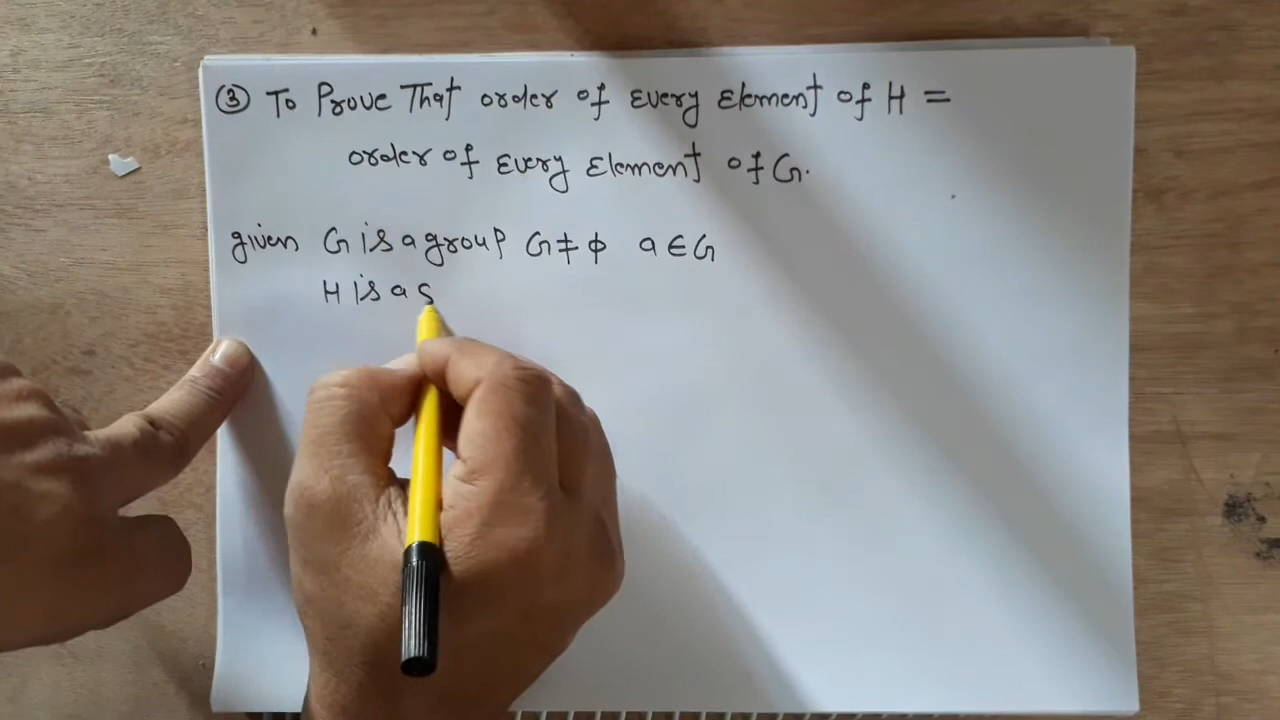 ③ To Prove That order of Every Element of H =
order of Every Element of G.
given G is a group G ≠ ϕ a ∈ G
H is a s